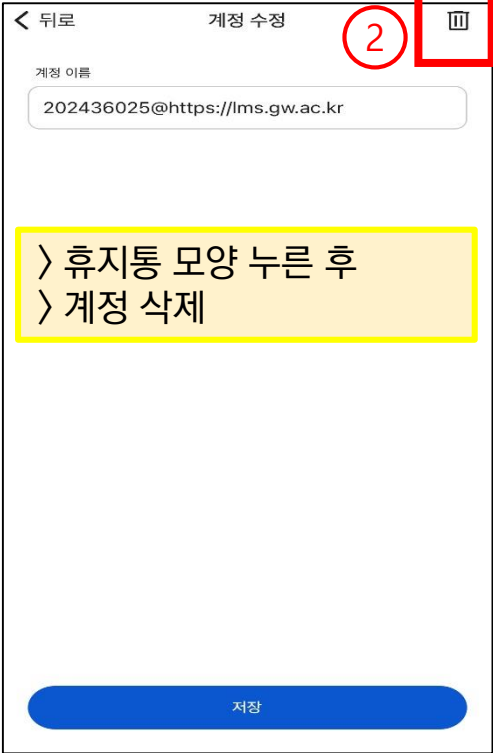 뒤로 계정 수정
2
계정 이름
202436025@https://lms.gw.ac.kr
〉휴지통 모양 누른 후
〉계정 삭제
저장